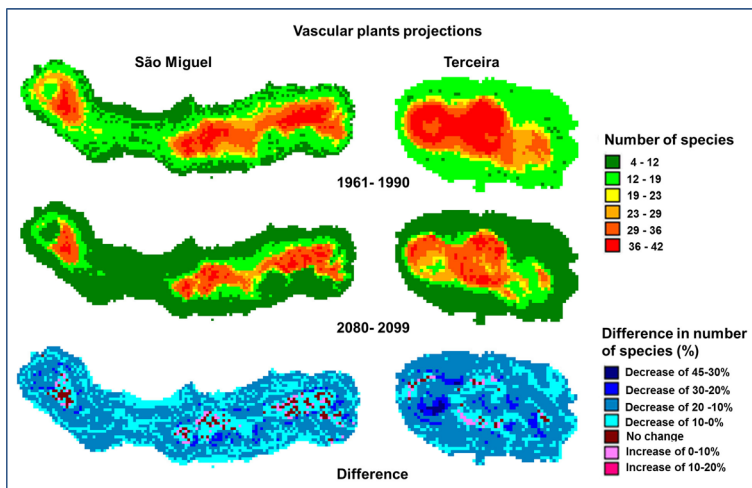 Vascular plants projections
São Miguel
Terceira
Number of species
4 - 12
12 - 19
19 - 23
23 - 29
29 - 36
36 - 42
1961- 1990
2080- 2099
Difference in number
of species (%)
Decrease of 45-30%
Decrease of 30-20%
Decrease of 20 -10%
Decrease of 10-0%
No change
Increase of 0-10%
Increase of 10-20%
Difference